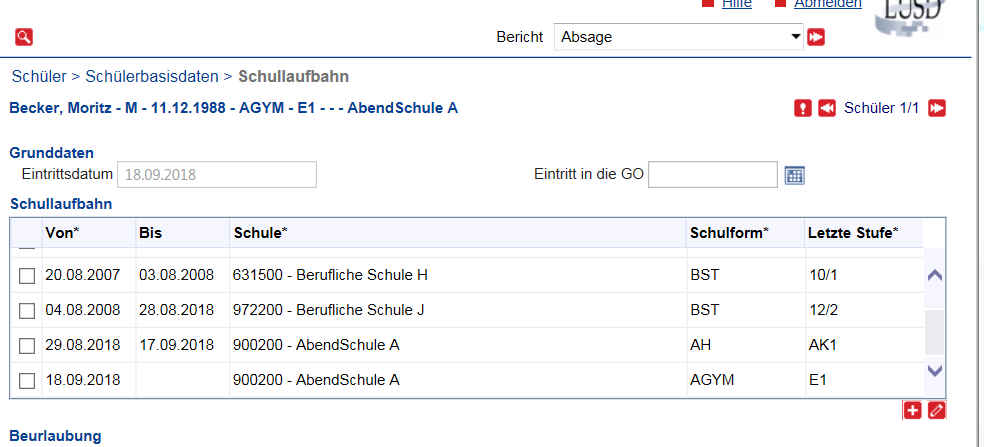 Hilfe Abmelden
LUSD
Bericht Absage
Schüler > Schülerbasisdaten > Schullaufbahn
Becker, Moritz - M - 11.12.1988 - AGYM - E1 - - - AbendSchule A
Schüler 1/1
Grunddaten
Eintrittsdatum 18.09.2018 Eintritt in die GO
Schullaufbahn
Von* Bis Schule* Schulform* Letzte Stufe*
20.08.2007 03.08.2008 631500 - Berufliche Schule H BST 10/1
04.08.2008 28.08.2018 972200 - Berufliche Schule J BST 12/2
29.08.2018 17.09.2018 900200 - AbendSchule A AH AK1
18.09.2018 900200 - AbendSchule A AGYM E1
Beurlaubung